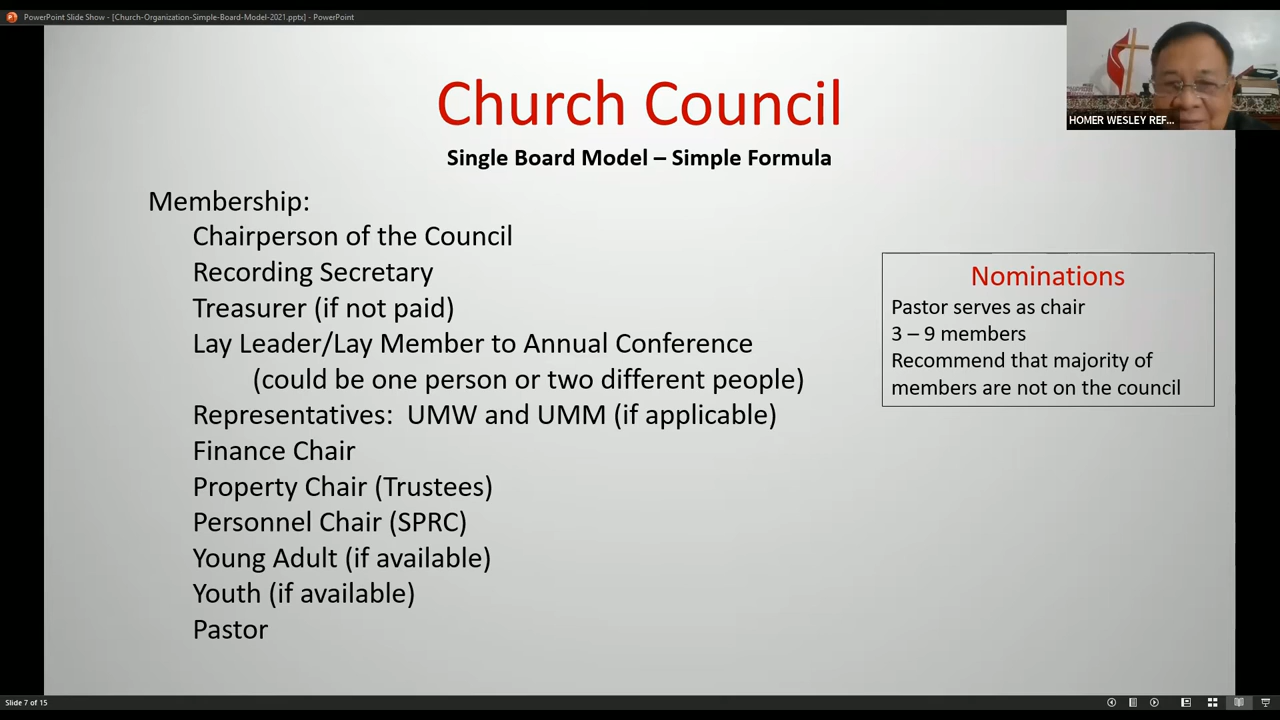 PowerPoint Slide Show - [Church-Organization-Simple-Board-Model-2021.pptx] - PowerPoint
Church Council
Single Board Model – Simple Formula
Membership:
Chairperson of the Council
Recording Secretary
Treasurer (if not paid)
Lay Leader/Lay Member to Annual Conference
(could be one person or two different people)
Representatives: UMW and UMM (if applicable)
Finance Chair
Property Chair (Trustees)
Personnel Chair (SPRC)
Young Adult (if available)
Youth (if available)
Pastor
Nominations
Pastor serves as chair
3 – 9 members
Recommend that majority of
members are not on the council
HOMER WESLEY REF...
Slide 7 of 15